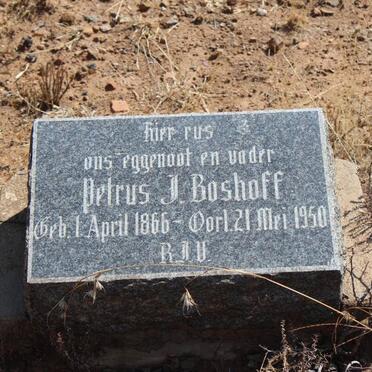 Hier rus
ons eggenoot en vader
Petrus J. Boshoff
Geb. 1 April 1866 - Oorl. 21 Mei 1950
R.I.V